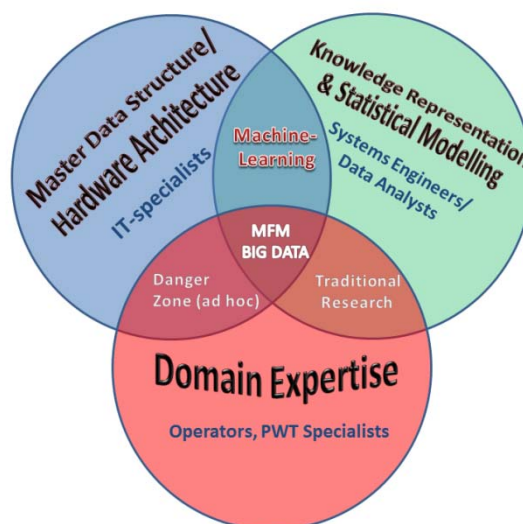 Master Data Structure/
Hardware Architecture
IT-specialists
Knowledge Representation
& Statistical Modelling
Systems Engineers/
Data Analysts
Machine-
Learning
MFM
BIG DATA
Danger
Zone (ad hoc)
Traditional
Research
Domain Expertise
Operators, PWT Specialists